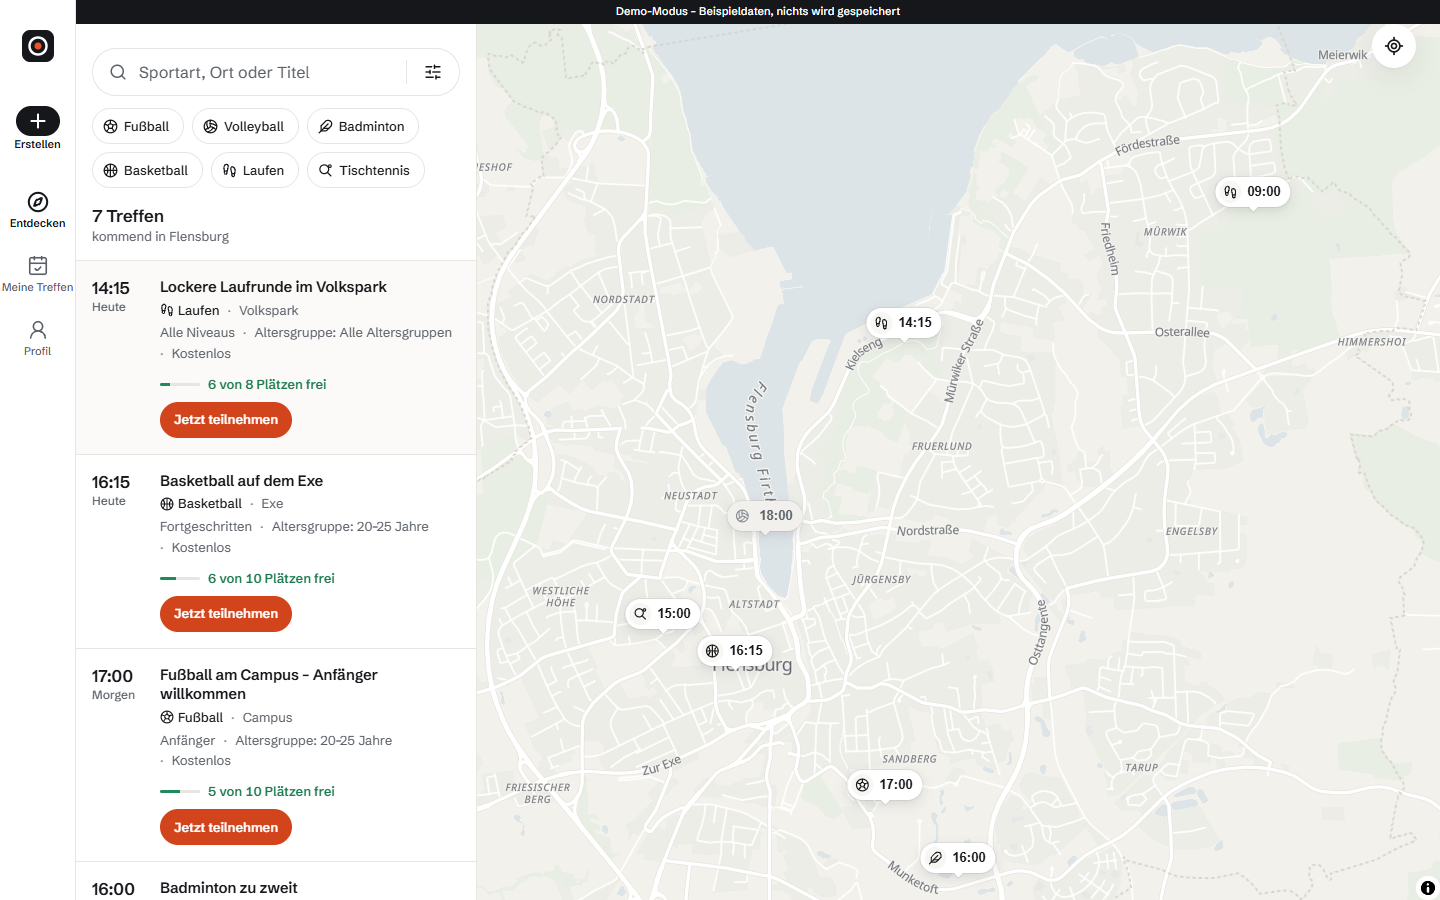 Demo-Modus – Beispieldaten, nichts wird gespeichert
Erstellen
Entdecken
Meine Treffen
Profil
Sportart, Ort oder Titel
Fußball
Volleyball
Badminton
Basketball
Laufen
Tischtennis
7 Treffen
kommend in Flensburg
14:15
Heute
Lockere Laufrunde im Volkspark
Laufen · Volkspark
Alle Niveaus · Altersgruppe: Alle Altersgruppen
· Kostenlos
6 von 8 Plätzen frei
Jetzt teilnehmen
16:15
Heute
Basketball auf dem Exe
Basketball · Exe
Fortgeschritten · Altersgruppe: 20-25 Jahre
· Kostenlos
6 von 10 Plätzen frei
Jetzt teilnehmen
17:00
Morgen
Fußball am Campus – Anfänger
willkommen
Fußball · Campus
Anfänger · Altersgruppe: 20-25 Jahre
· Kostenlos
5 von 10 Plätzen frei
Jetzt teilnehmen
16:00
Badminton zu zweit
Meierwik
Fördestraße
09:00
MÜRWIK
Friedheim
NORDSTADT
14:15
Kielseng
Mürwiker Straße
Osterallee
HIMMERSHOI
Flensburg Firth
FRUERLUND
NEUSTADT
18:00
Nordstraße
ENGELSBY
JÜRGENSBY
WESTLICHE
HÖHE
ALTSTADT
15:00
16:15
Flensburg
Osttangente
SANDBERG
Zur Exe
TARUP
17:00
FRIESISCHER
BERG
16:00
Munketoft